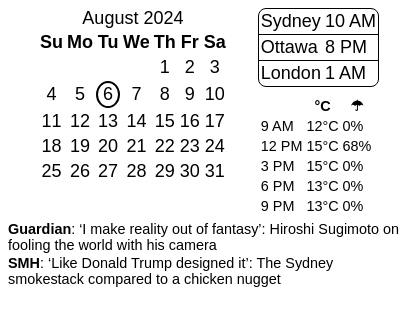 August 2024
Su Mo Tu We Th Fr Sa
1 2 3
4 5 6 7 8 9 10
11 12 13 14 15 16 17
18 19 20 21 22 23 24
25 26 27 28 29 30 31
Sydney 10 AM
Ottawa 8 PM
London 1 AM
°C ☂
9 AM 12°C 0%
12 PM 15°C 68%
3 PM 15°C 0%
6 PM 13°C 0%
9 PM 13°C 0%
Guardian: ‘I make reality out of fantasy’: Hiroshi Sugimoto on
fooling the world with his camera
SMH: ‘Like Donald Trump designed it’: The Sydney
smokestack compared to a chicken nugget